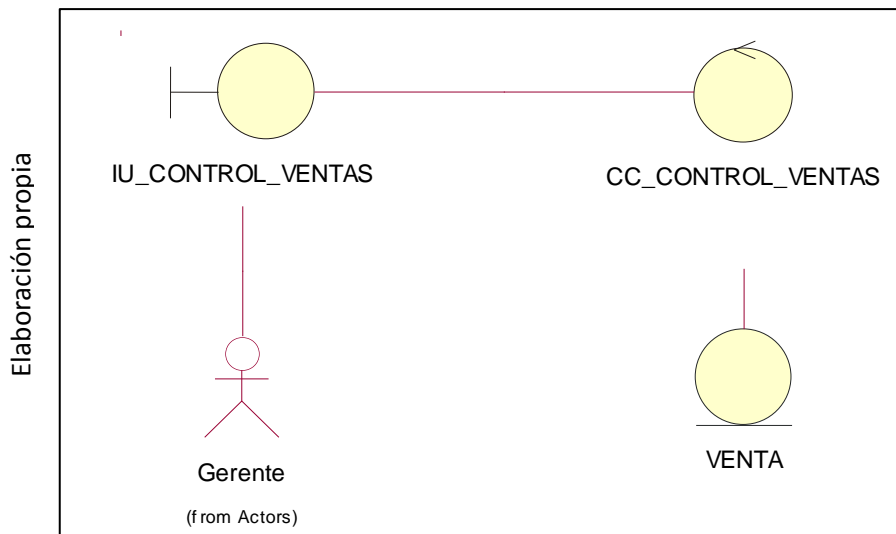 Elaboración propia
IU_CONTROL_VENTAS
CC_CONTROL_VENTAS
Gerente
(from Actors)
VENTA